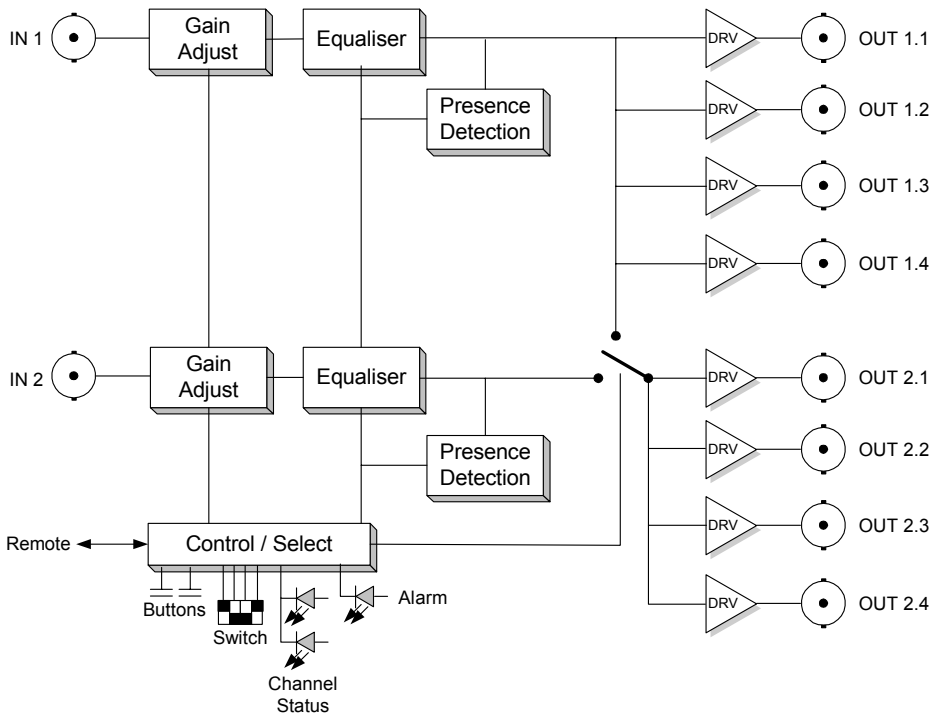 IN 1
Gain
Adjust
Equaliser
Presence
Detection
DRV
OUT 1.1
DRV
OUT 1.2
DRV
OUT 1.3
DRV
OUT 1.4
IN 2
Gain
Adjust
Equaliser
Presence
Detection
DRV
OUT 2.1
DRV
OUT 2.2
DRV
OUT 2.3
DRV
OUT 2.4
Remote
Control / Select
Buttons
Switch
Alarm
Channel
Status